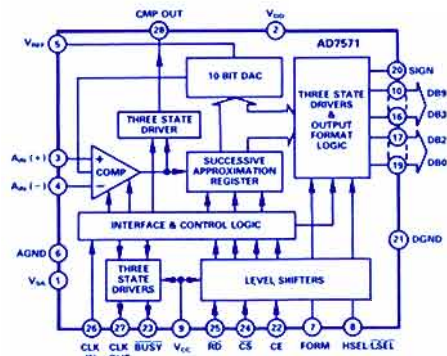 CMP OUT
28
VDD
2
VREF
5
AD7571
10 BIT DAC
THREE STATE
DRIVERS
&
OUTPUT
FORMAT
LOGIC
20 SIGN
10 DB9
16 DB3
17 DB2
19 DB0
THREE STATE
DRIVER
AIN (+) 3
+
COMP
AIN (-) 4
−
SUCCESSIVE
APPROXIMATION
REGISTER
INTERFACE & CONTROL LOGIC
21 DGND
AGND
6
1
THREE
STATE
DRIVERS
LEVEL SHIFTERS
26 27 23 9 25 24 22 7 8
CLK CLK BUSY VCC RD CS CE FORM HSEL LSEL
OUT